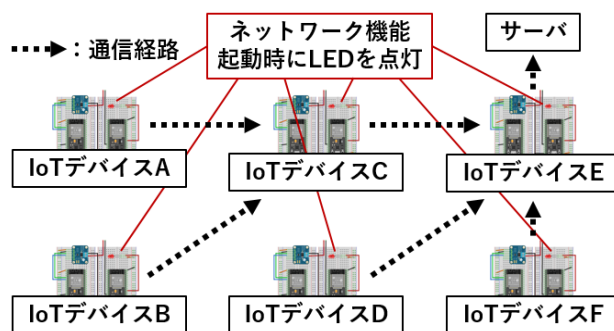 ネットワーク機能
起動時にLEDを点灯
サーバ
：通信経路
IoTデバイスA
IoTデバイスC
IoTデバイスE
IoTデバイスB
IoTデバイスD
IoTデバイスF